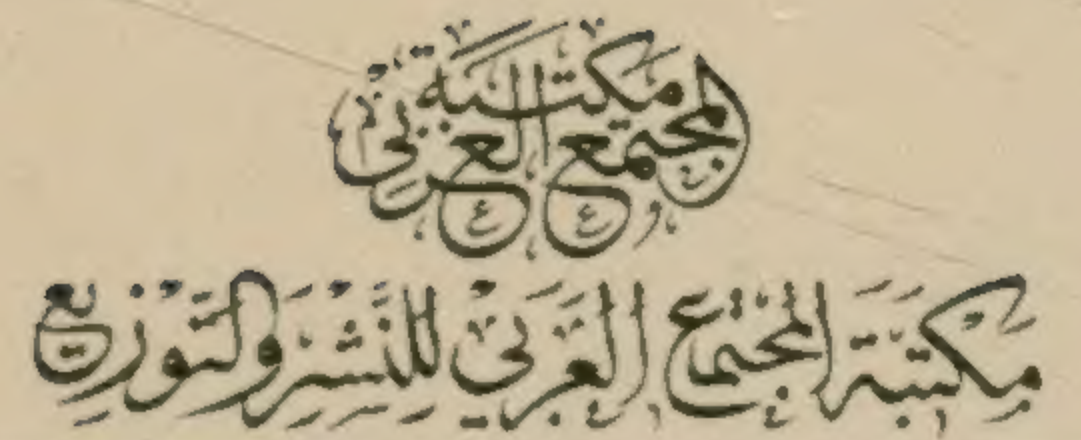 مكتبة
المجتمع العربي
مكتبة المجتمع العربي للنشر والتوزيع